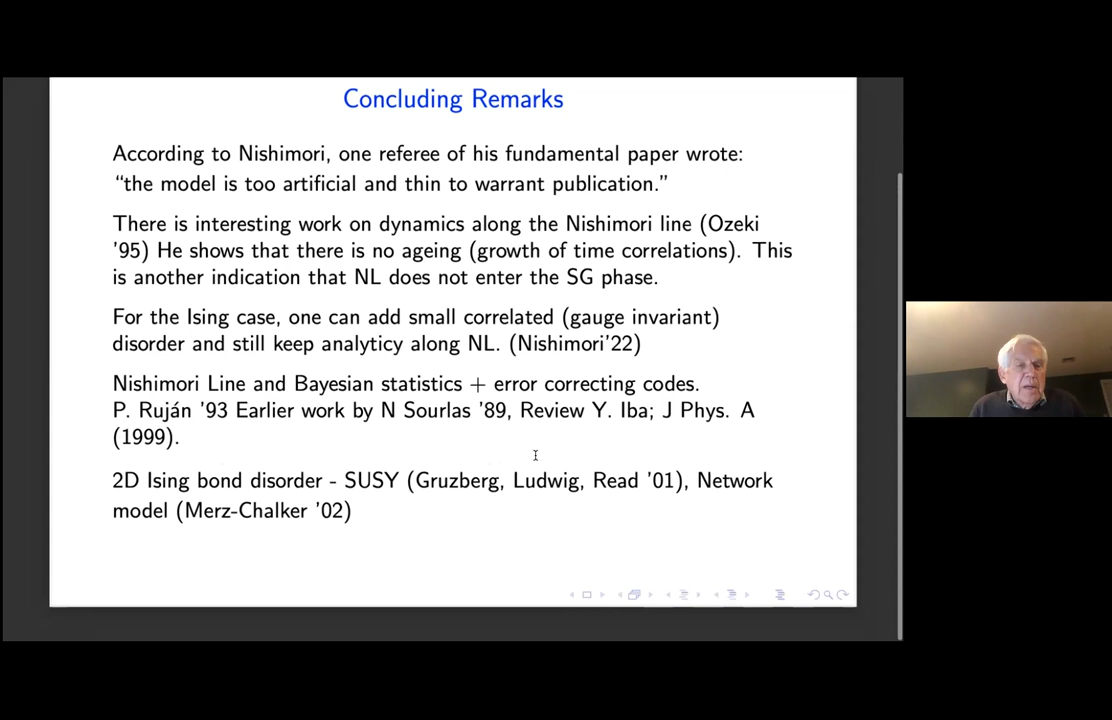 Concluding Remarks
According to Nishimori, one referee of his fundamental paper wrote:
“the model is too artificial and thin to warrant publication.”
There is interesting work on dynamics along the Nishimori line (Ozeki
’95) He shows that there is no ageing (growth of time correlations). This
is another indication that NL does not enter the SG phase.
For the Ising case, one can add small correlated (gauge invariant)
disorder and still keep analyticy along NL. (Nishimori’22)
Nishimori Line and Bayesian statistics + error correcting codes.
P. Ruján ’93 Earlier work by N Sourlas ’89, Review Y. Iba; J Phys. A
(1999).
2D Ising bond disorder - SUSY (Gruzberg, Ludwig, Read ’01), Network
model (Merz-Chalker ’02)